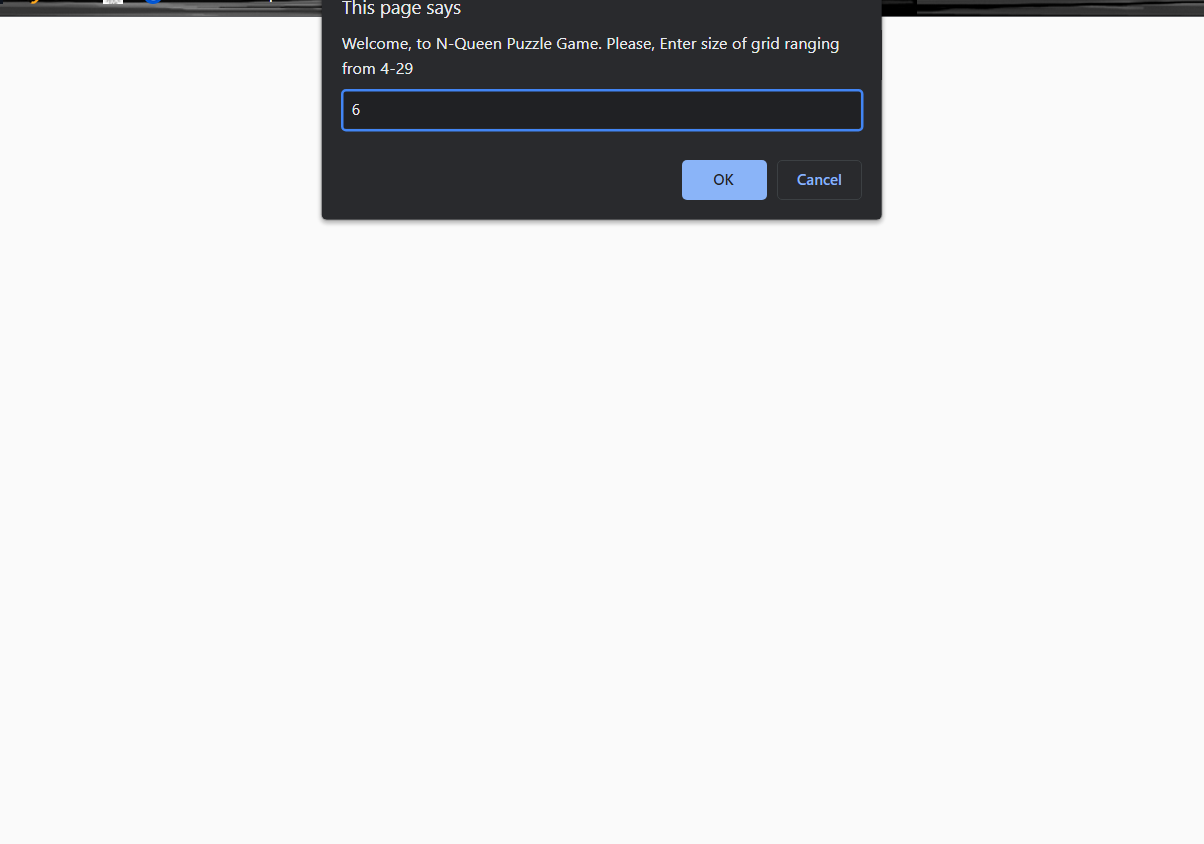 This page says
Welcome, to N-Queen Puzzle Game. Please, Enter size of grid ranging
from 4-29
6
OK
Cancel